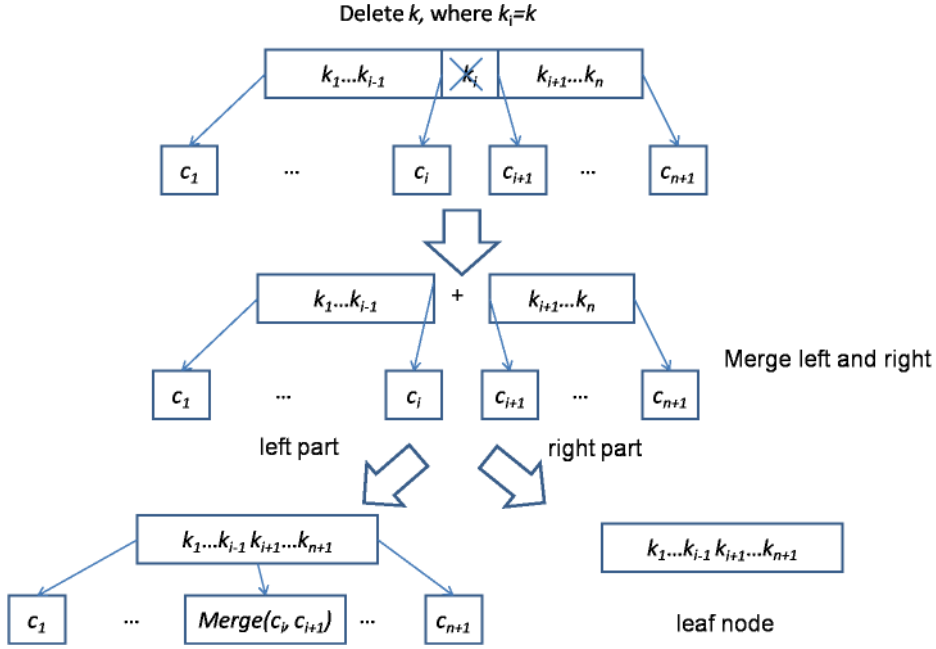 Delete k, where kᵢ=k
k₁...kᵢ₋₁ kᵢ kᵢ₊₁...kₙ
c₁ ... cᵢ cᵢ₊₁ ... cₙ₊₁
k₁...kᵢ₋₁ + kᵢ₊₁...kₙ
Merge left and right
c₁ ... cᵢ cᵢ₊₁ ... cₙ₊₁
left part right part
k₁...kᵢ₋₁ kᵢ₊₁...kₙ₊₁
k₁...kᵢ₋₁ kᵢ₊₁...kₙ₊₁
c₁ ... Merge(cᵢ, cᵢ₊₁) ... cₙ₊₁
leaf node